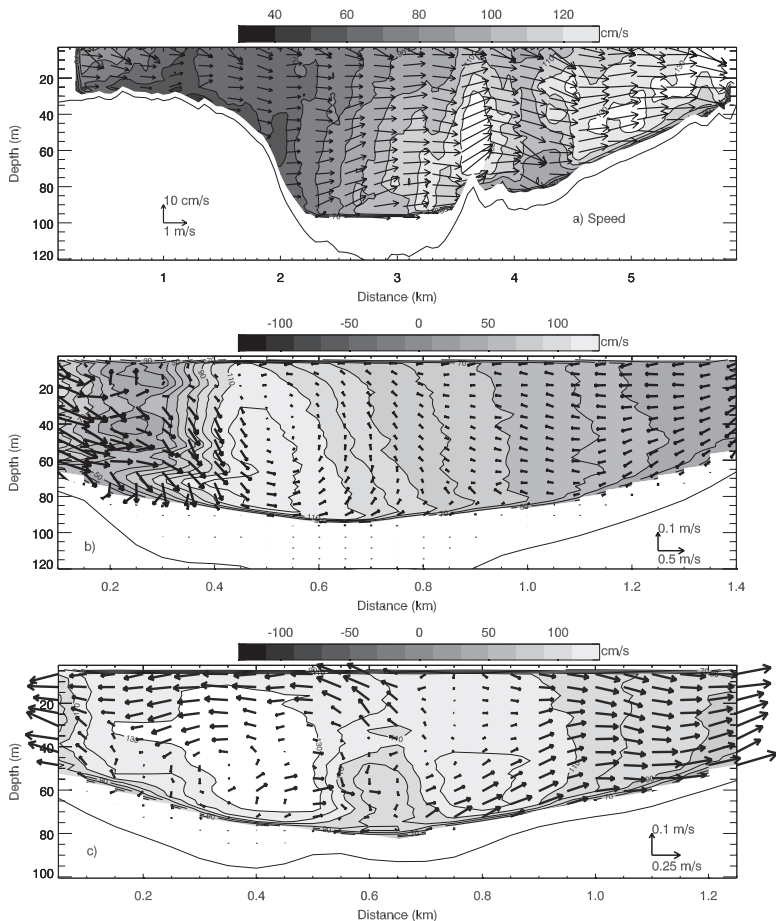 40 60 80 100 120
cm/s
20
40
60
80
100
120
Depth (m)
10 cm/s
1 m/s
a) Speed
1 2 3 4 5
Distance (km)
-100 -50 0 50 100
cm/s
20
40
60
80
100
120
Depth (m)
b)
0.1 m/s
0.5 m/s
0.2 0.4 0.6 0.8 1.0 1.2 1.4
Distance (km)
-100 -50 0 50 100
cm/s
20
40
60
80
100
Depth (m)
c)
0.1 m/s
0.25 m/s
0.2 0.4 0.6 0.8 1.0 1.2
Distance (km)